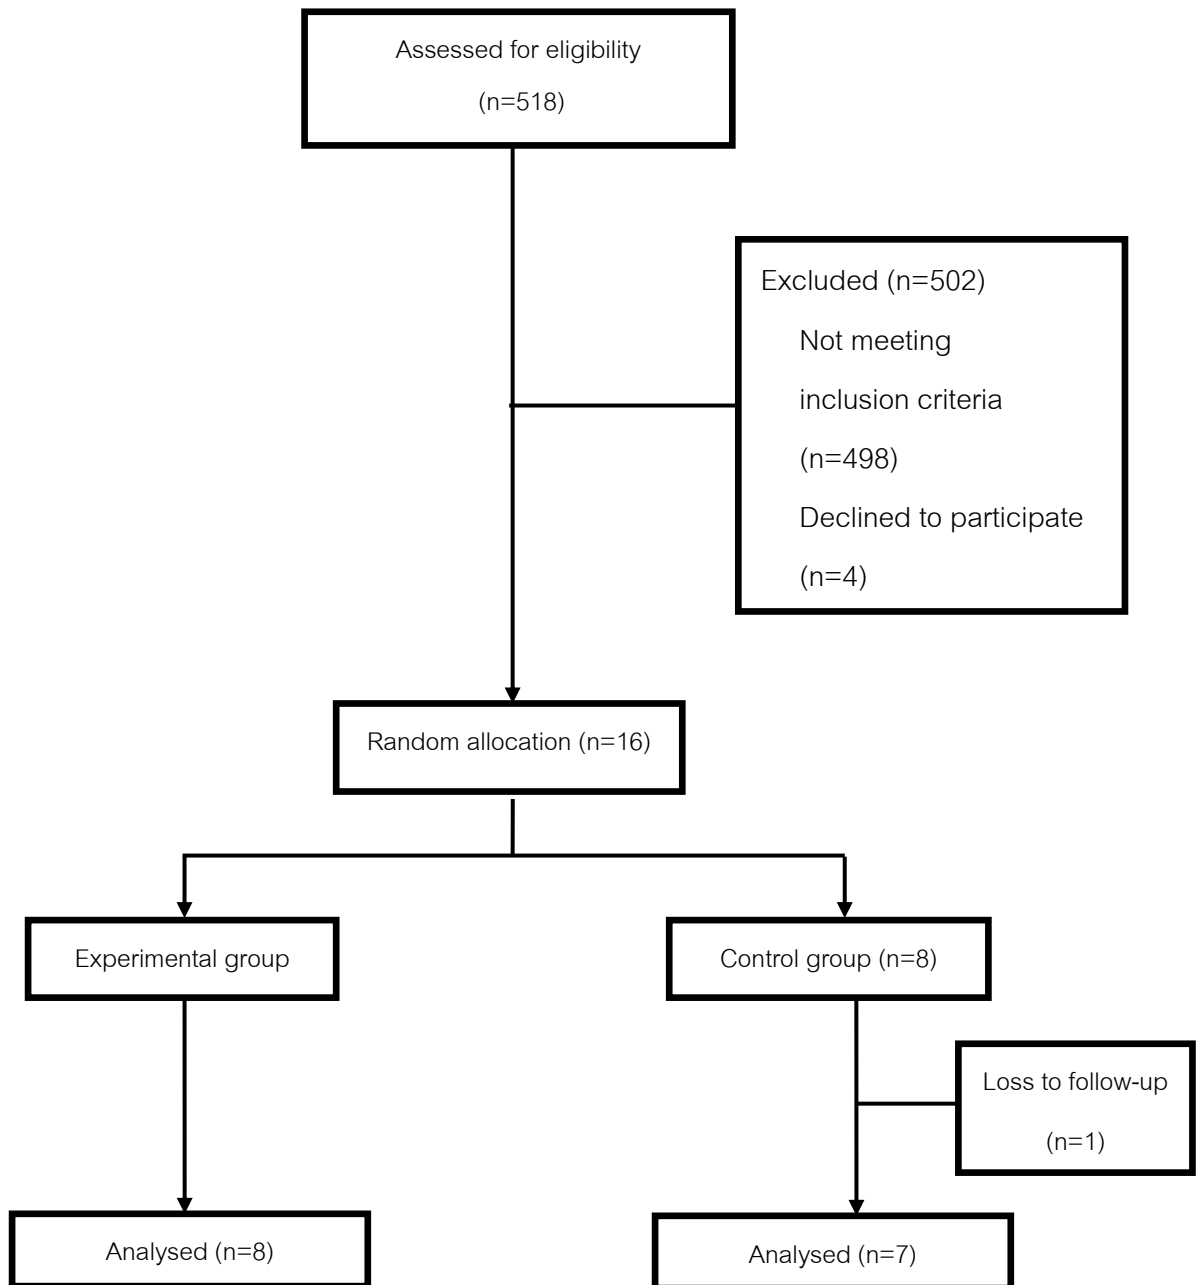 Assessed for eligibility
(n=518)
Excluded (n=502)
Not meeting
inclusion criteria
(n=498)
Declined to participate
(n=4)
Random allocation (n=16)
Experimental group
Control group (n=8)
Loss to follow-up
(n=1)
Analysed (n=8)
Analysed (n=7)